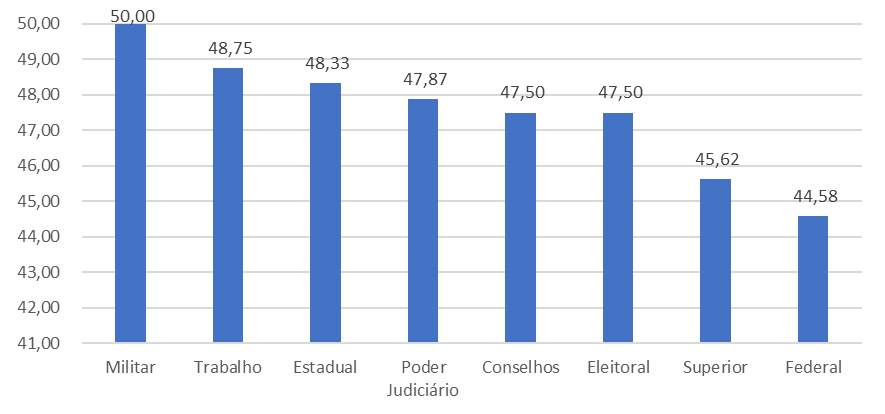 50,00
49,00
48,00
47,00
46,00
45,00
44,00
43,00
42,00
41,00
50,00
48,75
48,33
47,87
47,50
47,50
45,62
44,58
Militar
Trabalho
Estadual
Poder
Judiciário
Conselhos
Eleitoral
Superior
Federal